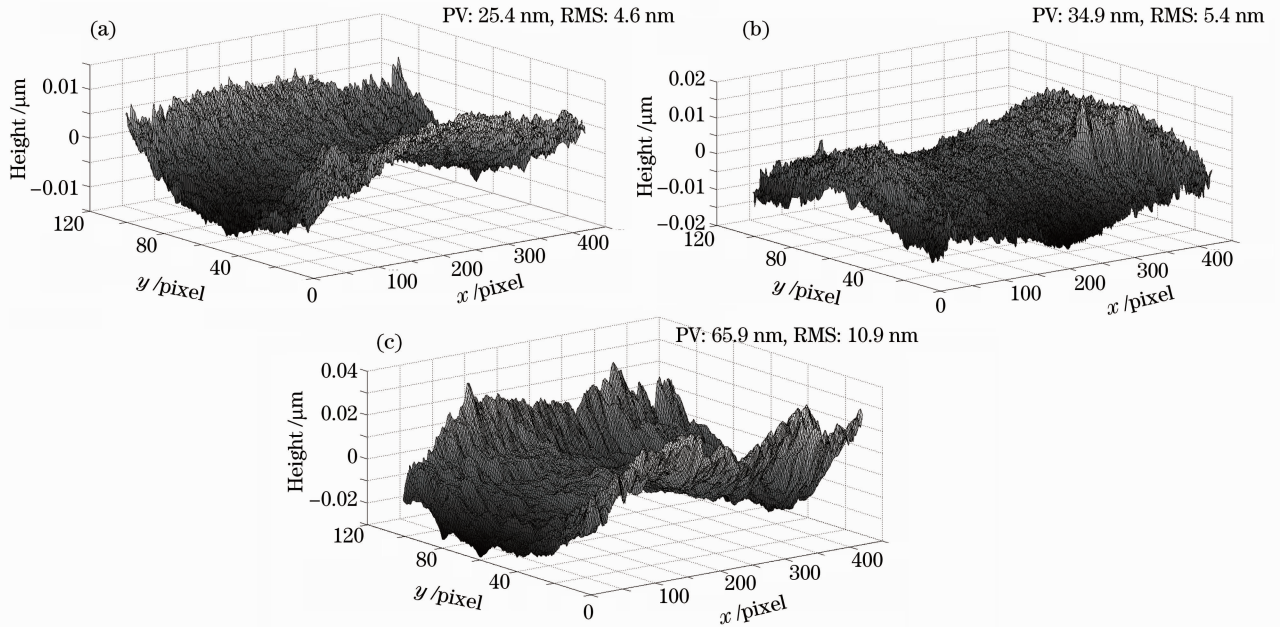 (a)
PV: 25.4 nm, RMS: 4.6 nm
Height /μm
0.01
0
−0.01
120
80
40
0
y /pixel
100
200
300
400
x /pixel
(b)
PV: 34.9 nm, RMS: 5.4 nm
Height /μm
0.02
0.01
0
−0.01
−0.02
120
80
40
0
y /pixel
100
200
300
400
x /pixel
(c)
PV: 65.9 nm, RMS: 10.9 nm
Height /μm
0.04
0.02
0
−0.02
120
80
40
0
y /pixel
100
200
300
400
x /pixel